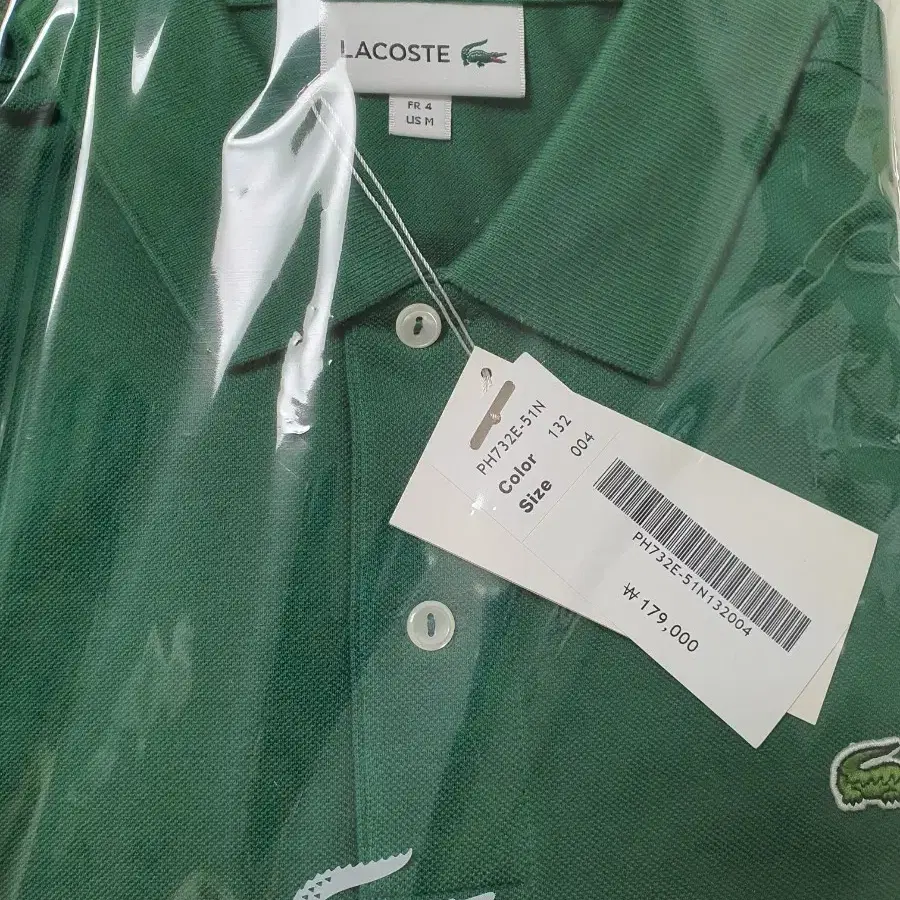 LACOSTE
FR 4
US M
PH732E-51N
Color 132
Size 004
PH732E-51N132004
₩179,000